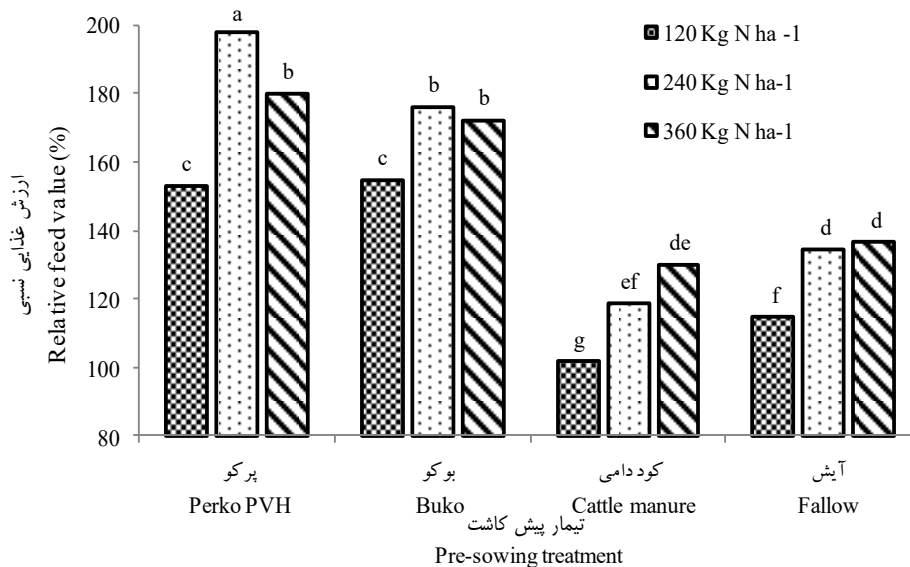 200
180
160
140
120
100
80
ارزش غذایی نسبی
Relative feed value (%)
120 Kg N ha -1
240 Kg N ha-1
360 Kg N ha-1
c
a
b
c
b
b
g
ef
de
f
d
d
پرکو
Perko PVH
بوکو
Buko
کود دامی
Cattle manure
آیش
Fallow
تیمار پیش کاشت
Pre-sowing treatment